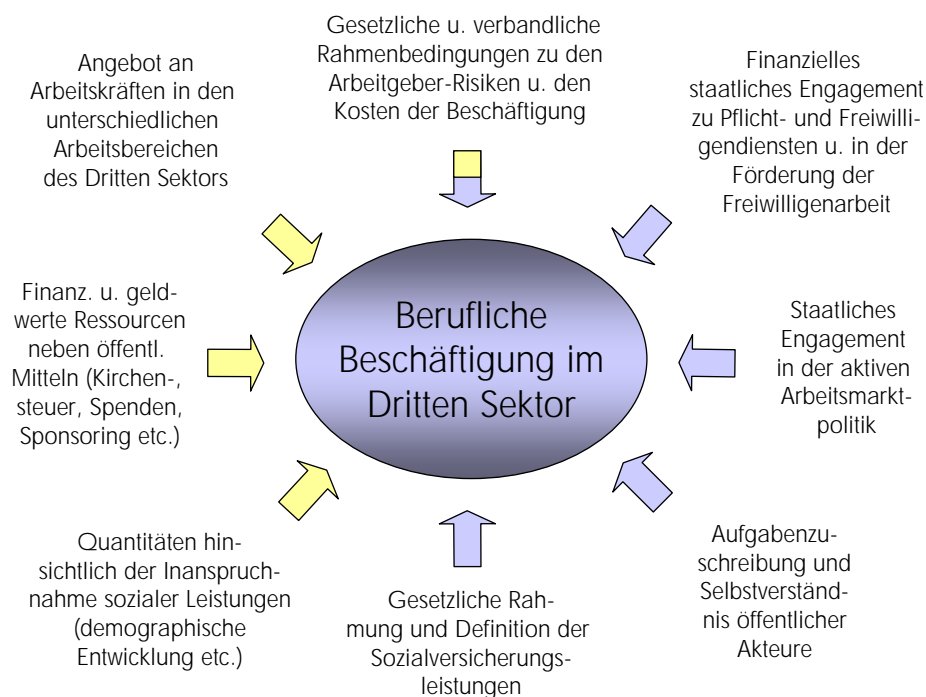 Gesetzliche u. verbandliche
Rahmenbedingungen zu den
Arbeitgeber-Risiken u. den
Kosten der Beschäftigung
Angebot an
Arbeitskräften in den
unterschiedlichen
Arbeitsbereichen
des Dritten Sektors
Finanzielles
staatliches Engagement
zu Pflicht- und Freiwilli-
gendiensten u. in der
Förderung der
Freiwilligenarbeit
Finanz. u. geld-
werte Ressourcen
neben öffentl.
Mitteln (Kirchen-,
steuer, Spenden,
Sponsoring etc.)
Berufliche
Beschäftigung im
Dritten Sektor
Staatliches
Engagement
in der aktiven
Arbeitsmarkt-
politik
Quantitäten hin-
sichtlich der Inanspruch-
nahme sozialer Leistungen
(demographische
Entwicklung etc.)
Gesetzliche Rah-
mung und Definition der
Sozialversicherungs-
leistungen
Aufgabenzu-
schreibung und
Selbstverständ-
nis öffentlicher
Akteure